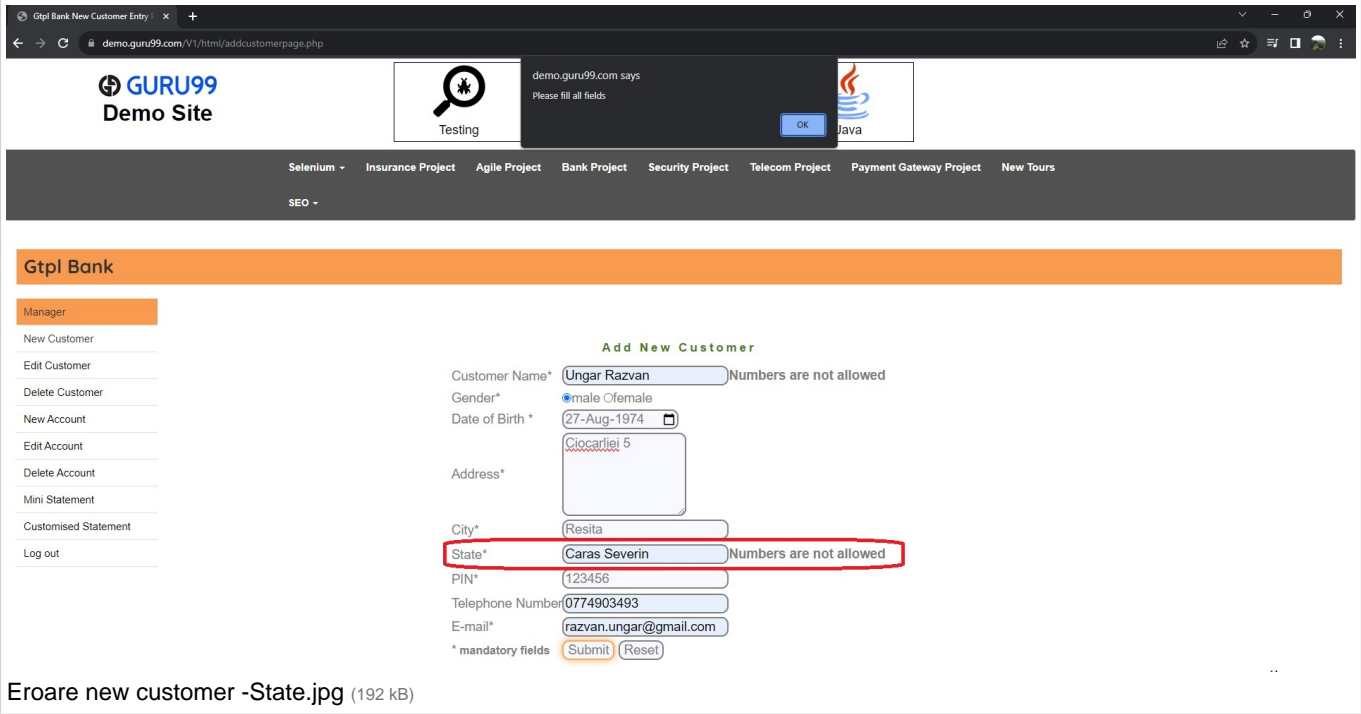 Gtpl Bank New Customer Entry
demo.guru99.com/V1/html/addcustomerpage.php
GURU99
Demo Site
Testing
demo.guru99.com says
Please fill all fields
OK
Java
Selenium Insurance Project Agile Project Bank Project Security Project Telecom Project Payment Gateway Project New Tours
SEO
Gtpl Bank
Manager
New Customer
Edit Customer
Delete Customer
New Account
Edit Account
Delete Account
Mini Statement
Customised Statement
Log out
Add New Customer
Customer Name* Ungar Razvan Numbers are not allowed
Gender* male female
Date of Birth * 27-Aug-1974
Address* Ciocarliei 5
City* Resita
State* Caras Severin Numbers are not allowed
PIN* 123456
Telephone Number 0774903493
E-mail* razvan.ungar@gmail.com
* mandatory fields Submit Reset
Eroare new customer -State.jpg (192 kB)